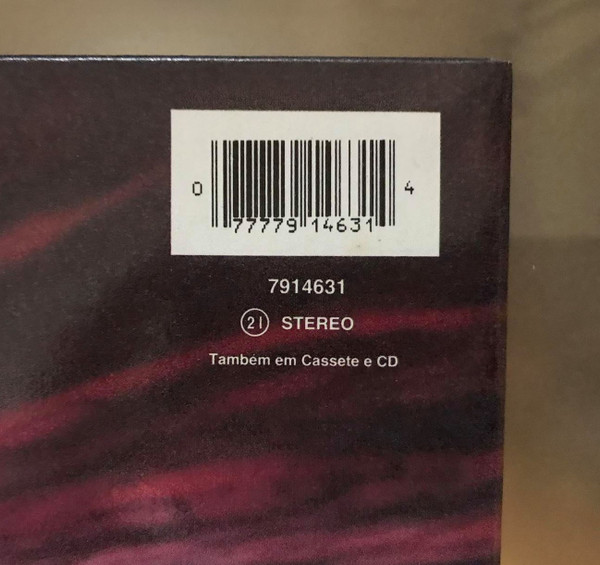 0 77779 14631 4
7914631
21 STEREO
Também em Cassete e CD